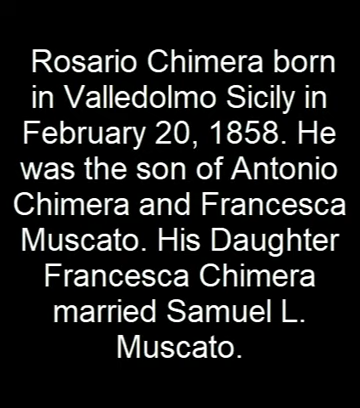 Rosario Chimera born
in Valledolmo Sicily in
February 20, 1858. He
was the son of Antonio
Chimera and Francesca
Muscato. His Daughter
Francesca Chimera
married Samuel L.
Muscato.